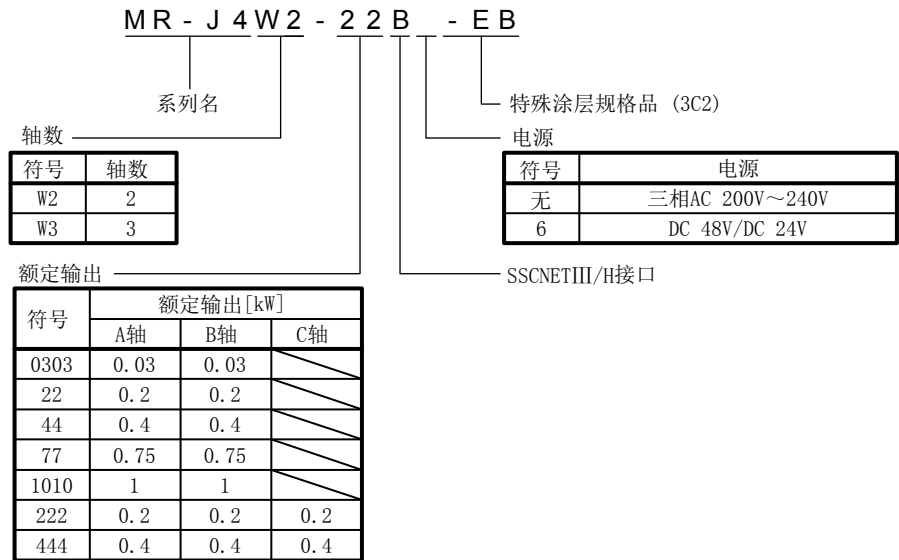 MR-J4W2-22B -EB
系列名
特殊涂层规格品 (3C2)
轴数
电源
符号 轴数
W2 2
W3 3
符号 电源
无 三相AC 200V～240V
6 DC 48V/DC 24V
额定输出
SSCNETⅢ/H接口
符号 额定输出[kW]
A轴 B轴 C轴
0303 0.03 0.03
22 0.2 0.2
44 0.4 0.4
77 0.75 0.75
1010 1 1
222 0.2 0.2 0.2
444 0.4 0.4 0.4